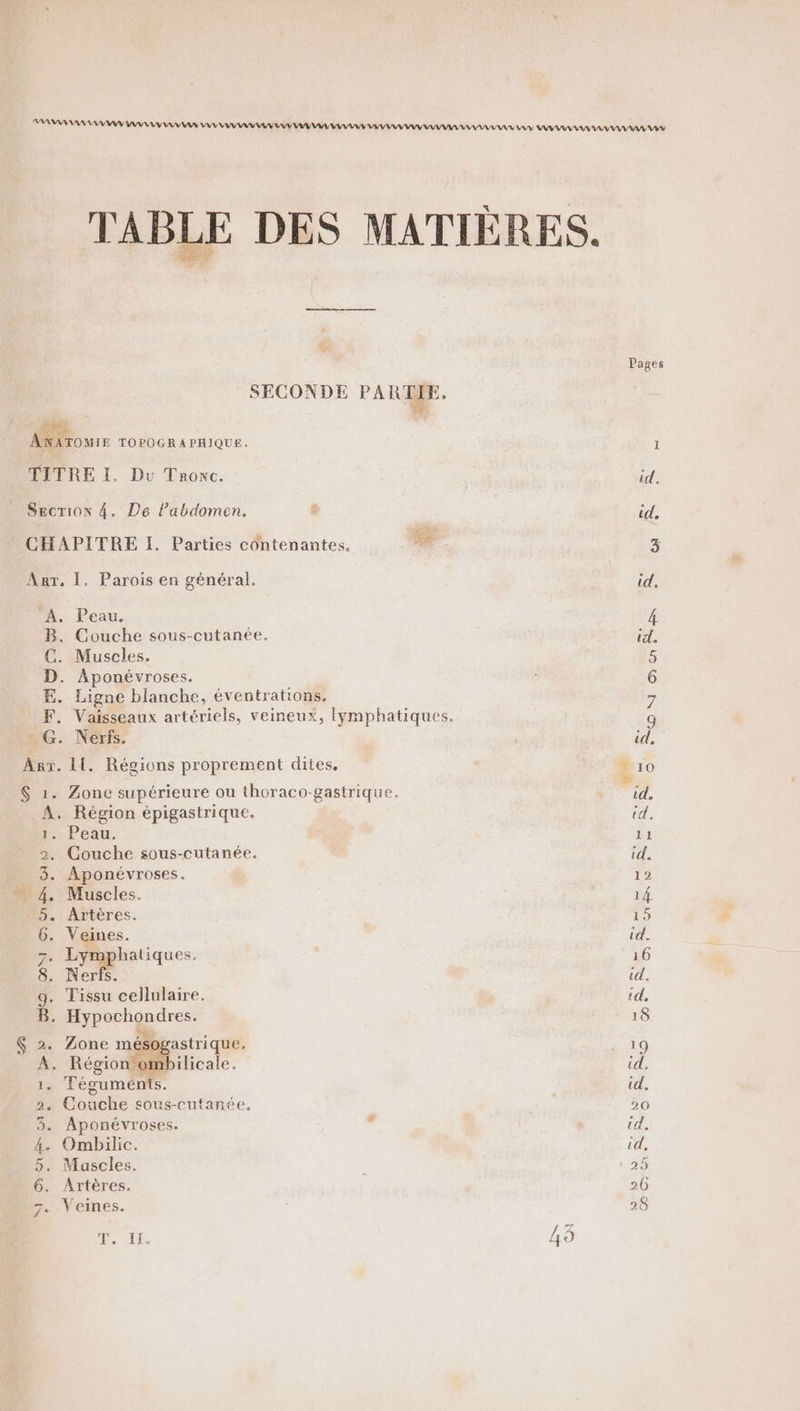 TABLE DES MATIÈRES.
Pages
SECONDE PARTIE.
ANATOMIE TOPOGRAPHIQUE. 1
TITRE I. Du Tronc. id.
Section 4. De l'abdomen. id.
CHAPITRE I. Parties contenantes. 3
Art. I. Parois en général. id.
A. Peau. 4
B. Couche sous-cutanée. id.
C. Muscles. 5
D. Aponévroses. 6
E. Ligne blanche, éventrations. 7
F. Vaisseaux artériels, veineux, lymphatiques. 9
G. Nerfs. id.
Art. II. Régions proprement dites. 10
§ 1. Zone supérieure ou thoraco-gastrique. id.
A. Région épigastrique. id.
1. Peau. 11
2. Couche sous-cutanée. id.
3. Aponévroses. 12
4. Muscles. 14
5. Artères. 15
6. Veines. id.
7. Lymphatiques. 16
8. Nerfs. id.
9. Tissu cellulaire. id.
B. Hypochondres. 18
§ 2. Zone mésogastrique. 19
A. Région ombilicale. id.
1. Téguments. id.
2. Couche sous-cutanée. 20
3. Aponévroses. id.
4. Ombilic. id.
5. Muscles. 25
6. Artères. 26
7. Veines. 28
T. II. 43